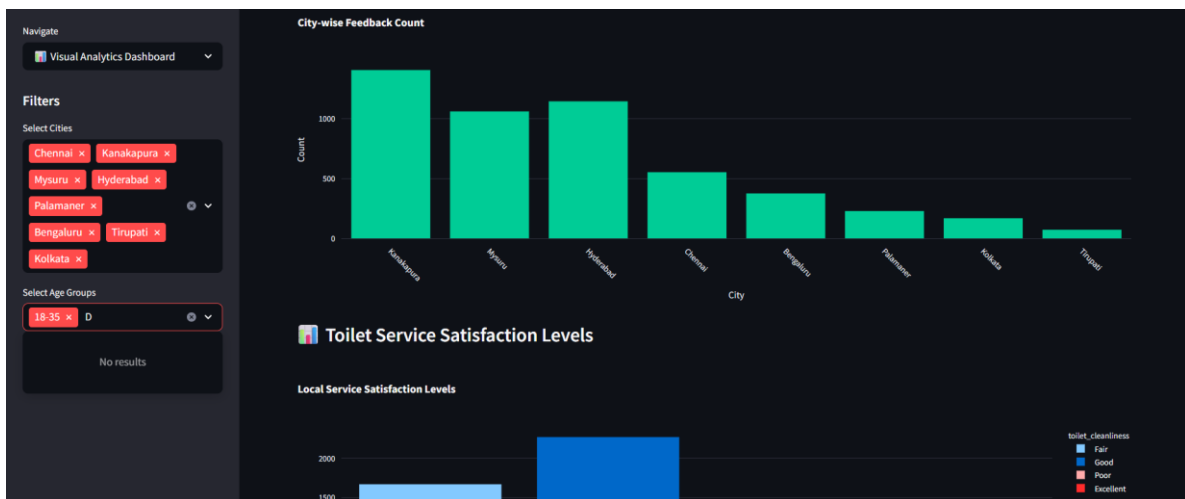 Navigate
Visual Analytics Dashboard
Filters
Select Cities
Chennai × Kanakapura ×
Mysuru × Hyderabad ×
Palamaner ×
Bengaluru × Tirupati ×
Kolkata ×
Select Age Groups
18-35 × D
No results
City-wise Feedback Count
1000
500
0
Count
Kanakapura
Mysuru
Hyderabad
Chennai
Bengaluru
Palamaner
Kolkata
Tirupati
City
Toilet Service Satisfaction Levels
Local Service Satisfaction Levels
2000
1500
toilet_cleanliness
Fair
Good
Poor
Excellent